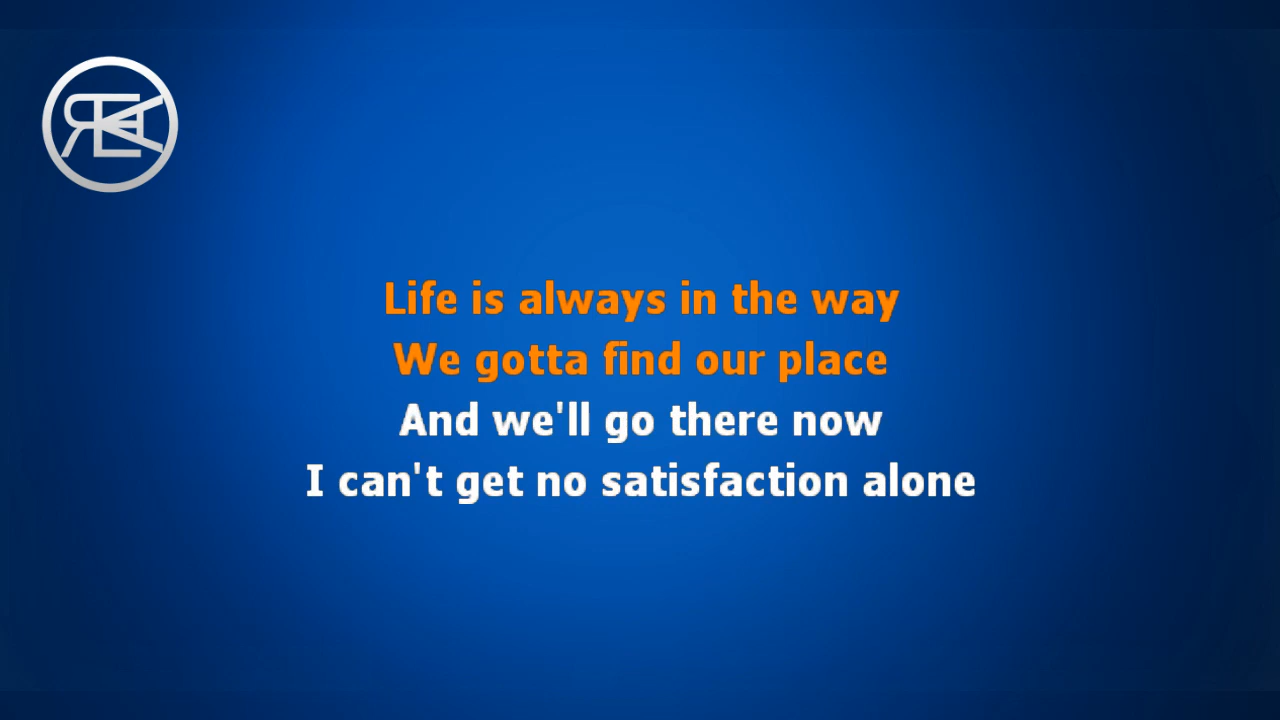 Life is always in the way
We gotta find our place
And we'll go there now
I can't get no satisfaction alone